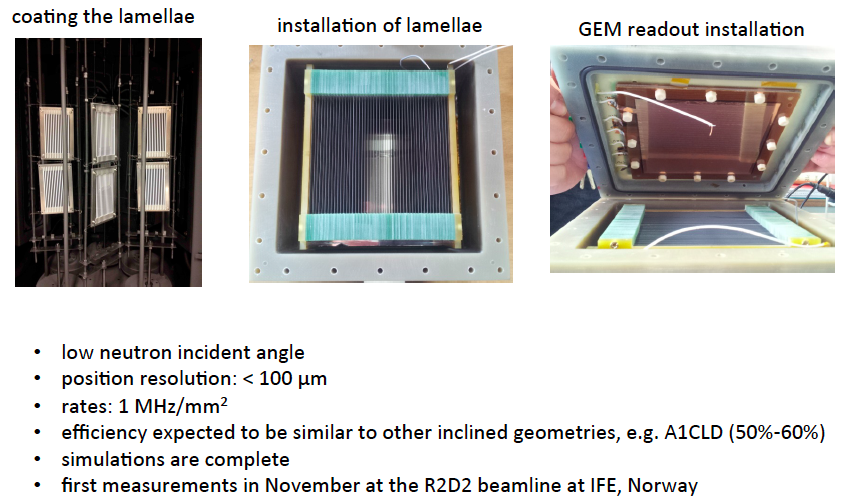 coating the lamellae
installation of lamellae
GEM readout installation
• low neutron incident angle
• position resolution: < 100 µm
• rates: 1 MHz/mm²
• efficiency expected to be similar to other inclined geometries, e.g. A1CLD (50%-60%)
• simulations are complete
• first measurements in November at the R2D2 beamline at IFE, Norway